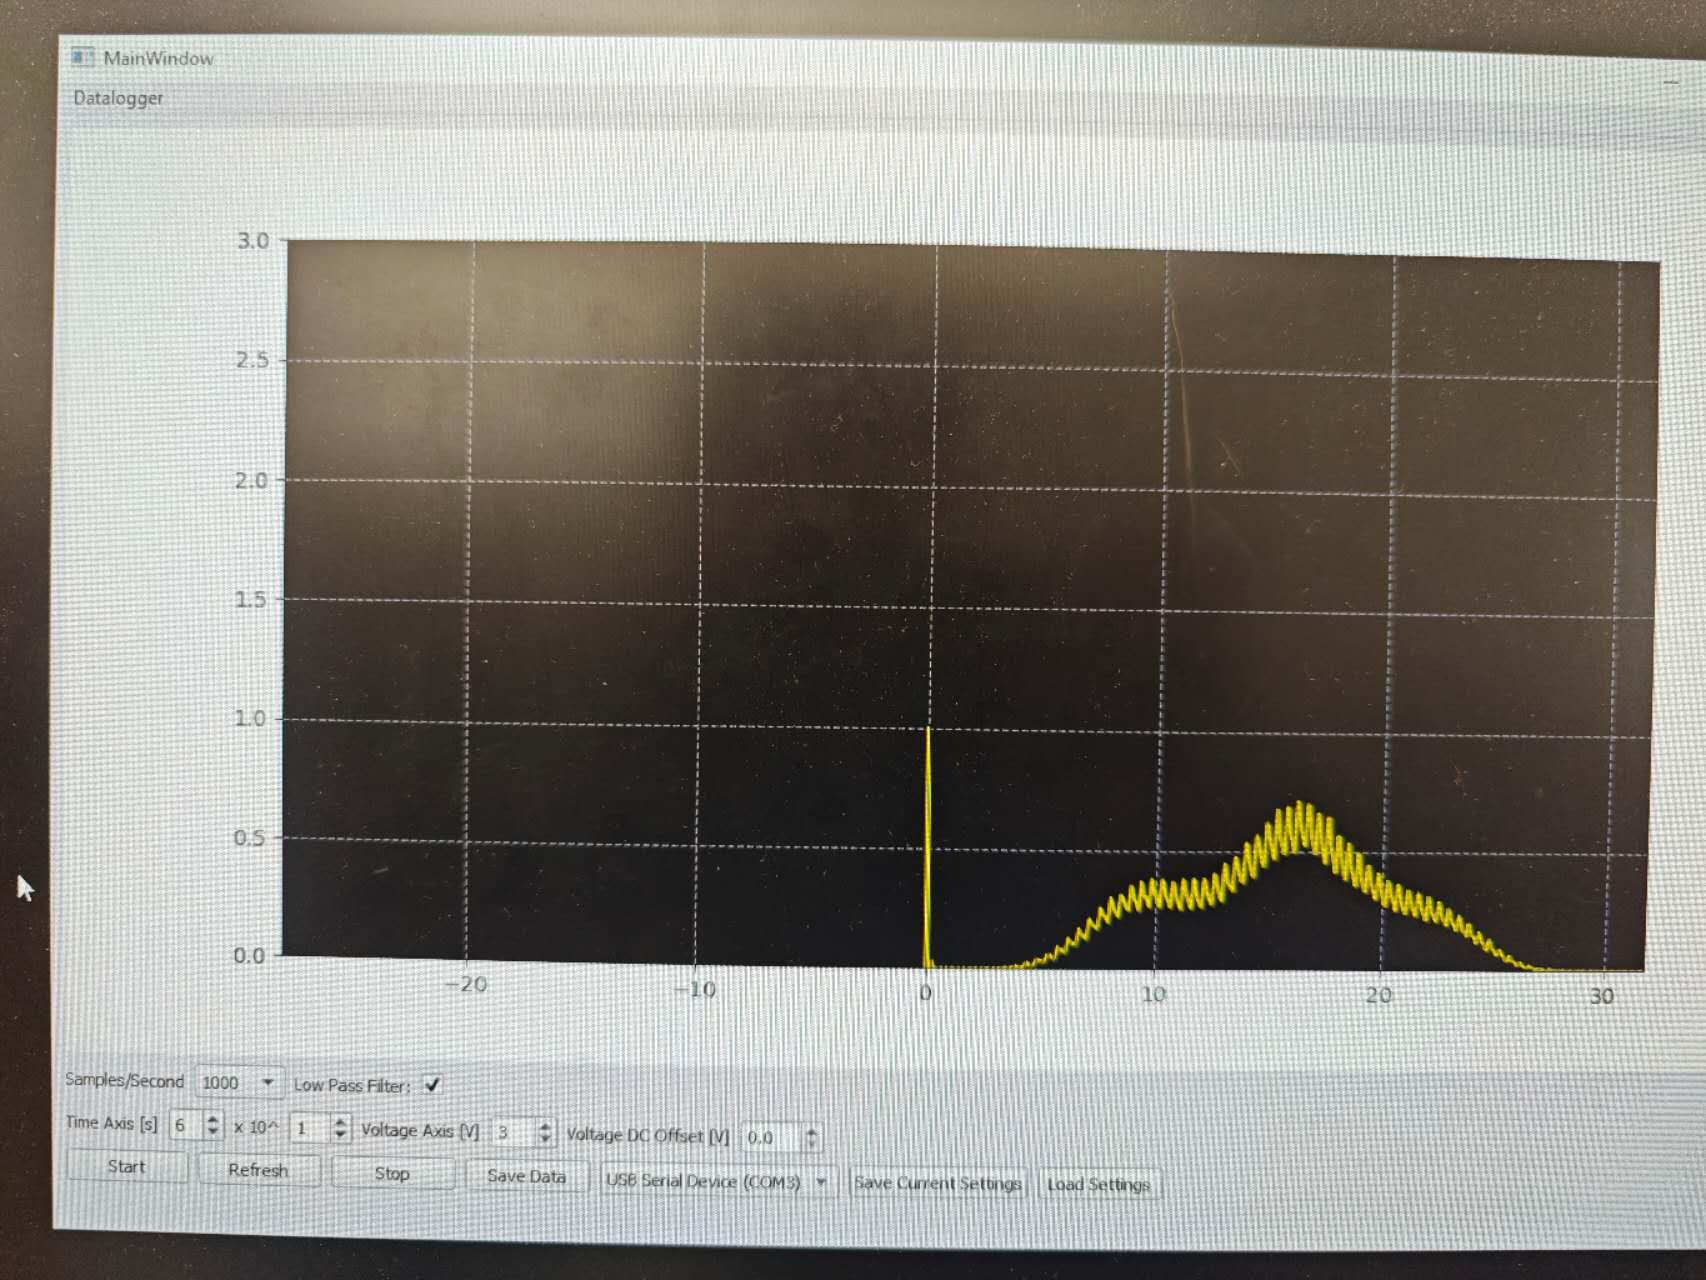 MainWindow
Datalogger
3.0
2.5
2.0
1.5
1.0
0.5
0.0
−20 −10 0 10 20 30
Samples/Second 1000 Low Pass Filter: ✓
Time Axis [s] 6 x 10^ 1 Voltage Axis [V] 3 Voltage DC Offset [V] 0.0
Start Refresh Stop Save Data USB Serial Device (COM3) Save Current Settings Load Settings